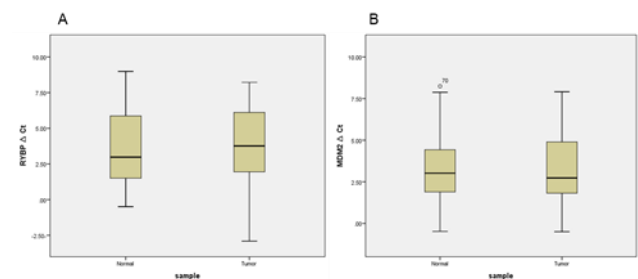 A
B
10.00
7.50
5.00
2.50
.00
-2.50
RYBP Δ Ct
Normal
Tumor
sample
10.00
7.50
5.00
2.50
.00
MDM2 Δ Ct
70
Normal
Tumor
sample